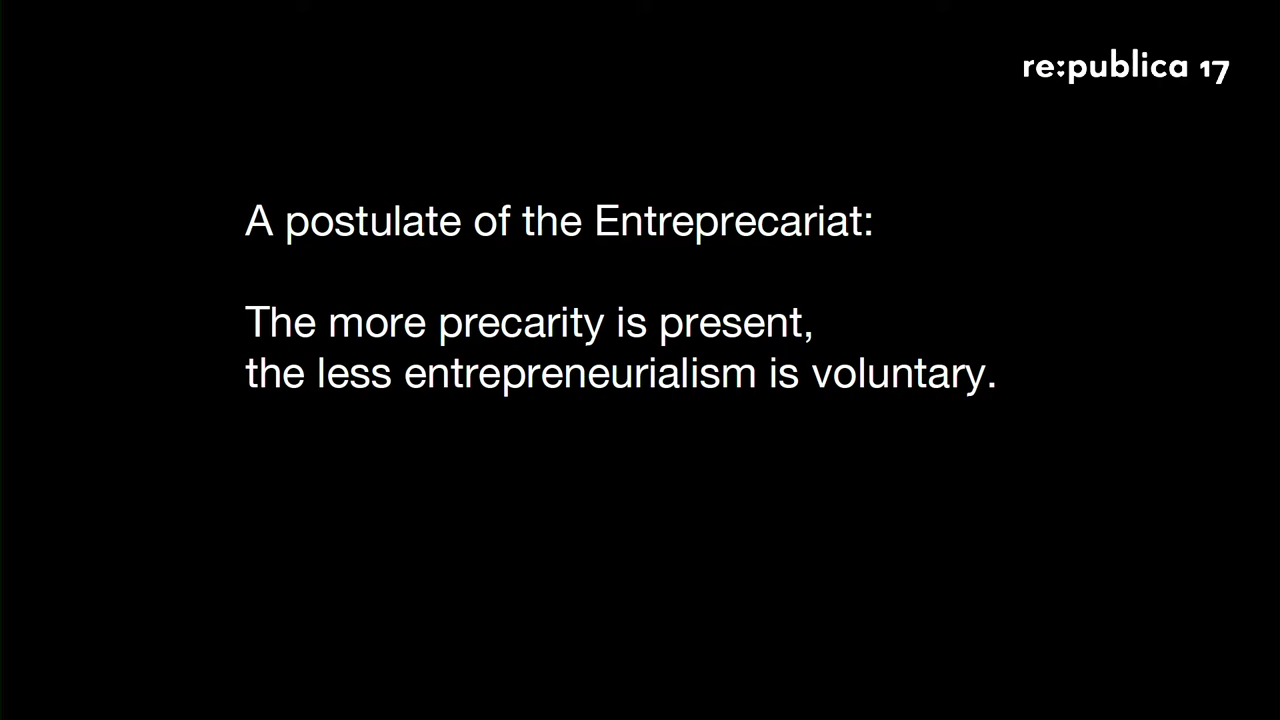 re:publica 17
A postulate of the Entreprecariat:
The more precarity is present,
the less entrepreneurialism is voluntary.